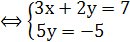 ⇔ {3x + 2y = 7
5y = −5